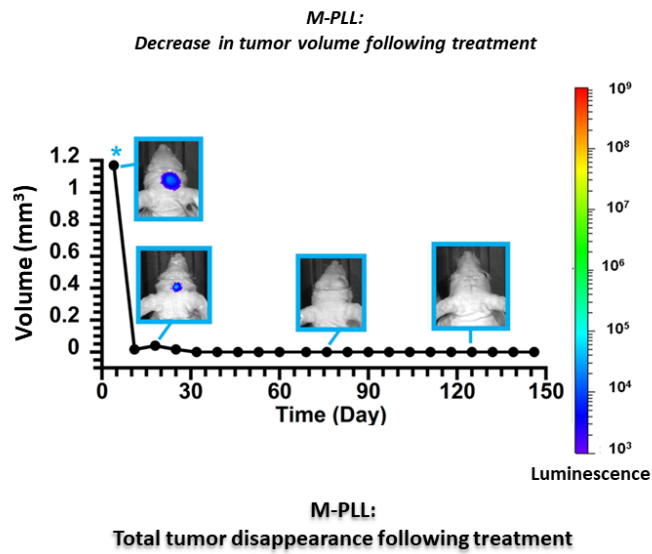 M-PLL:
Decrease in tumor volume following treatment
*
1.2
1
0.8
0.6
0.4
0.2
0
Volume (mm³)
0 30 60 90 120 150
Time (Day)
10⁹
10⁸
10⁷
10⁶
10⁵
10⁴
10³
Luminescence
M-PLL:
Total tumor disappearance following treatment